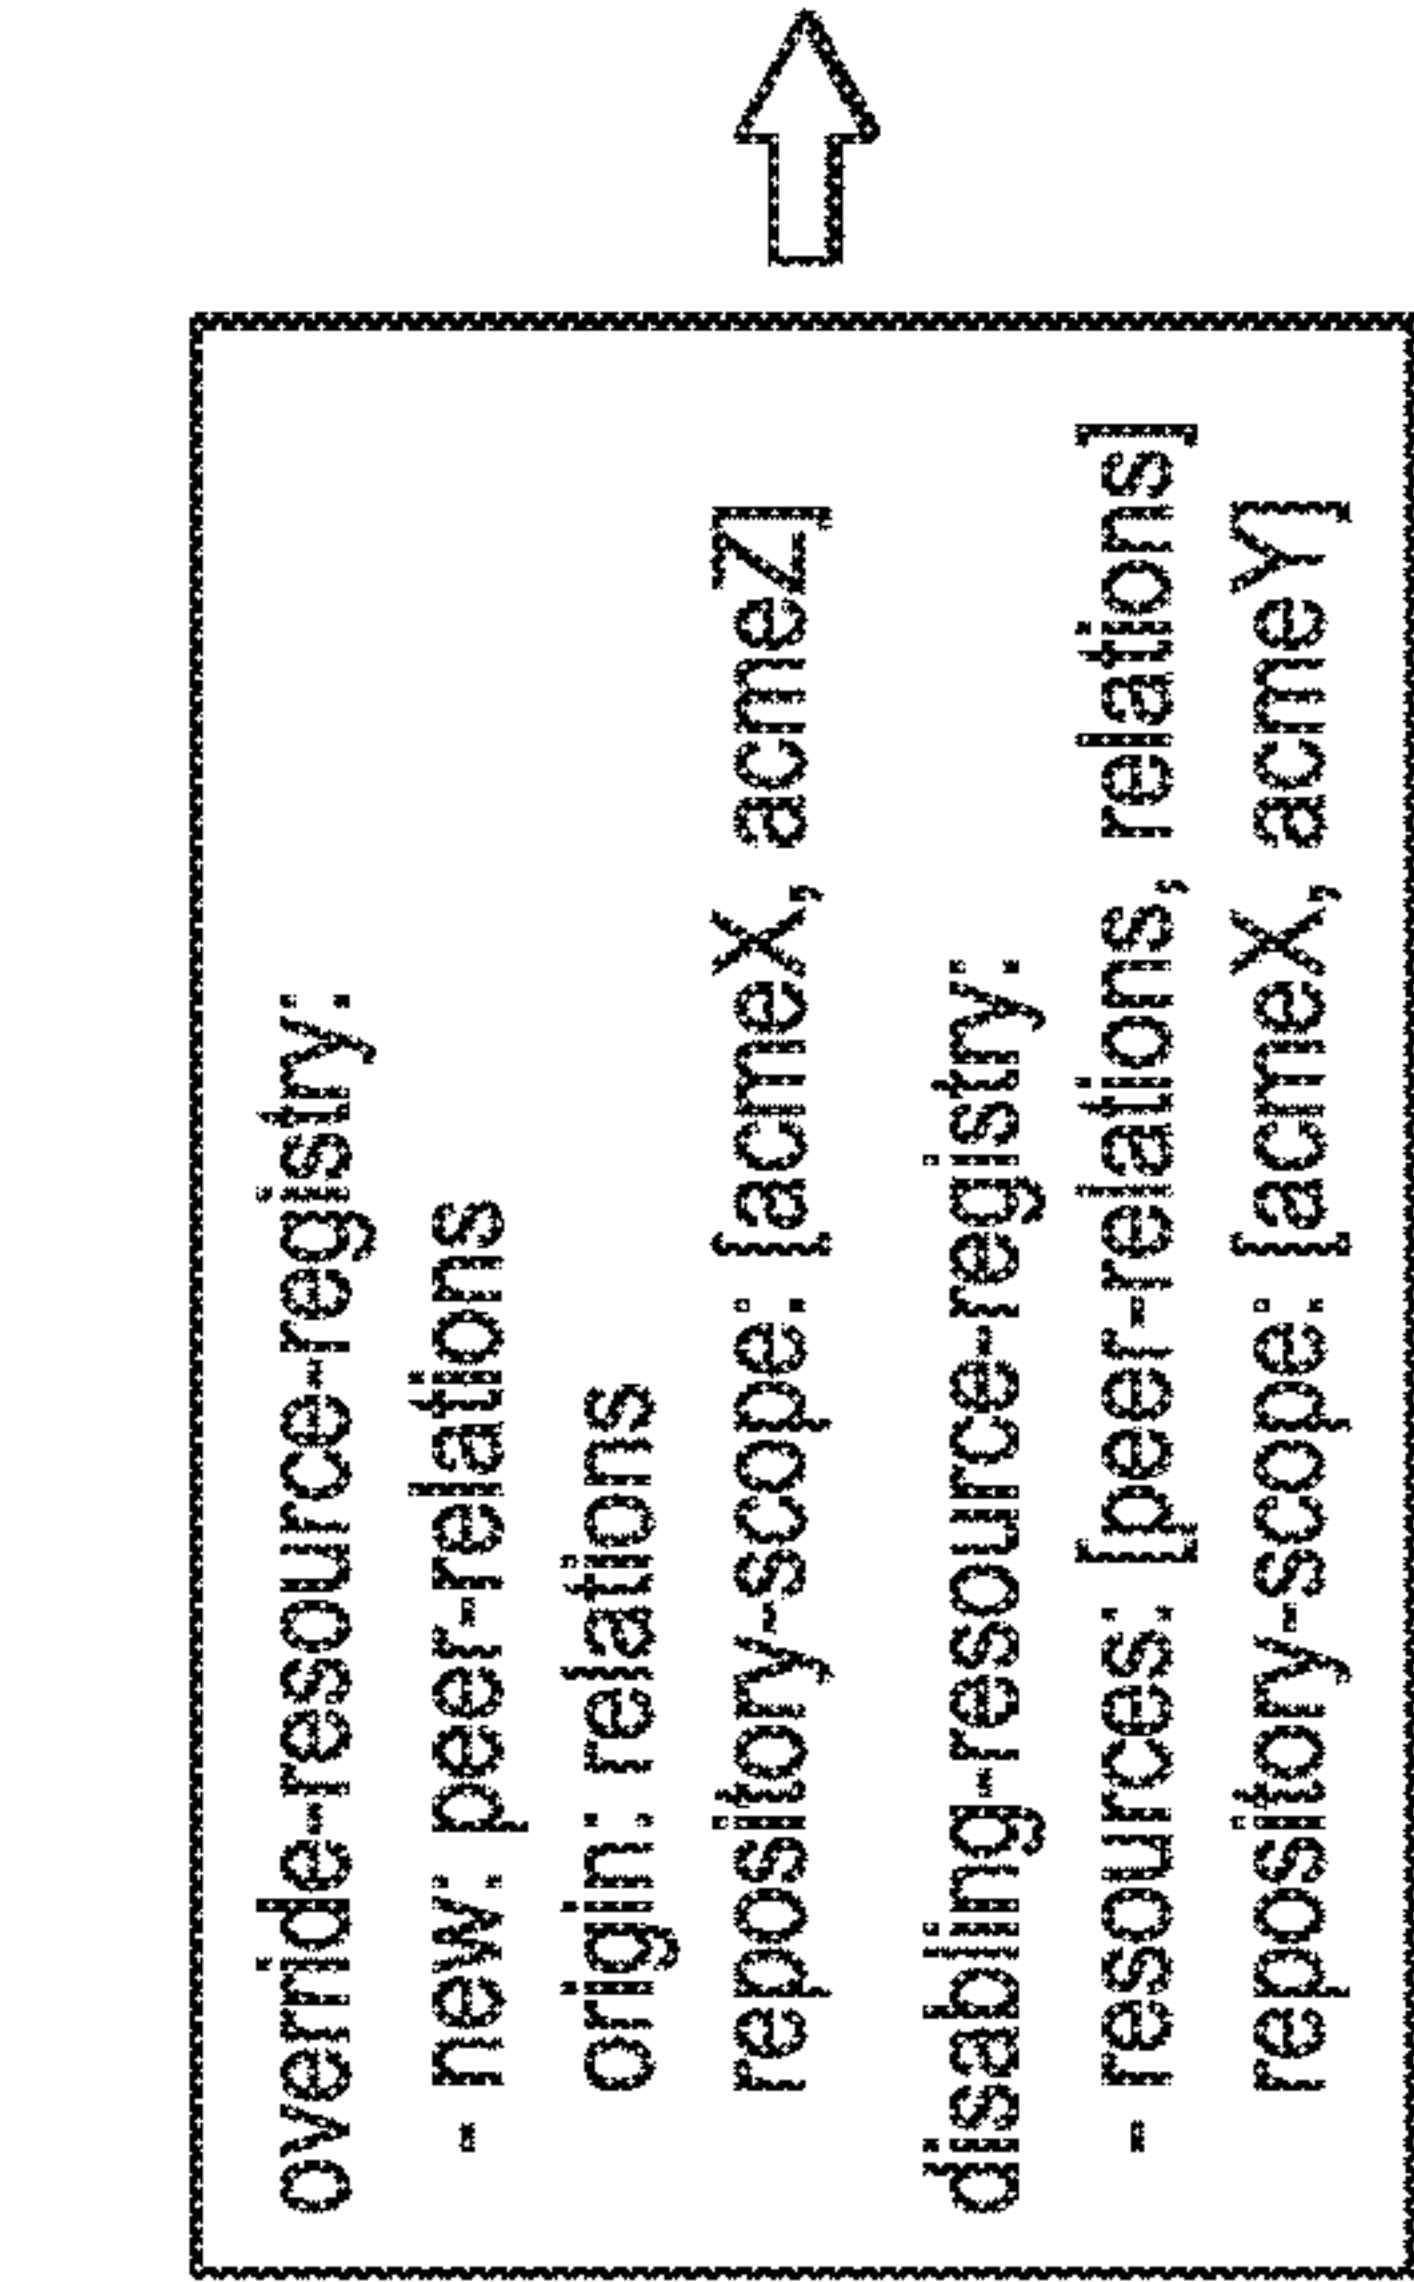 override-resource-registry:
- new: peer-relations
origin: relations
repository-scope: [acmeX, acmeZ]
disabling-resource-registry:
- resources: [peer-relations, relations]
repository-scope: [acmeX, acmeY]